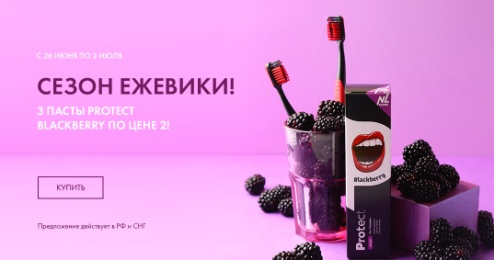 С 26 ИЮНЯ ПО 2 ИЮЛЯ
СЕЗОН ЕЖЕВИКИ!
3 ПАСТЫ PROTECT
BLACKBERRY ПО ЦЕНЕ 2!
КУПИТЬ
Предложение действует в РФ и СНГ
NL
Blackberry
Protect